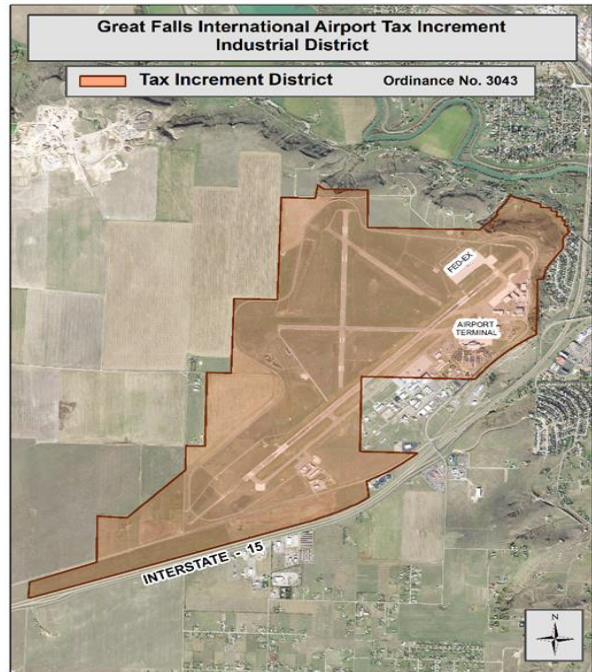 Great Falls International Airport Tax Increment
Industrial District
Tax Increment District Ordinance No. 3043
FED-EX
AIRPORT
TERMINAL
INTERSTATE - 15
N